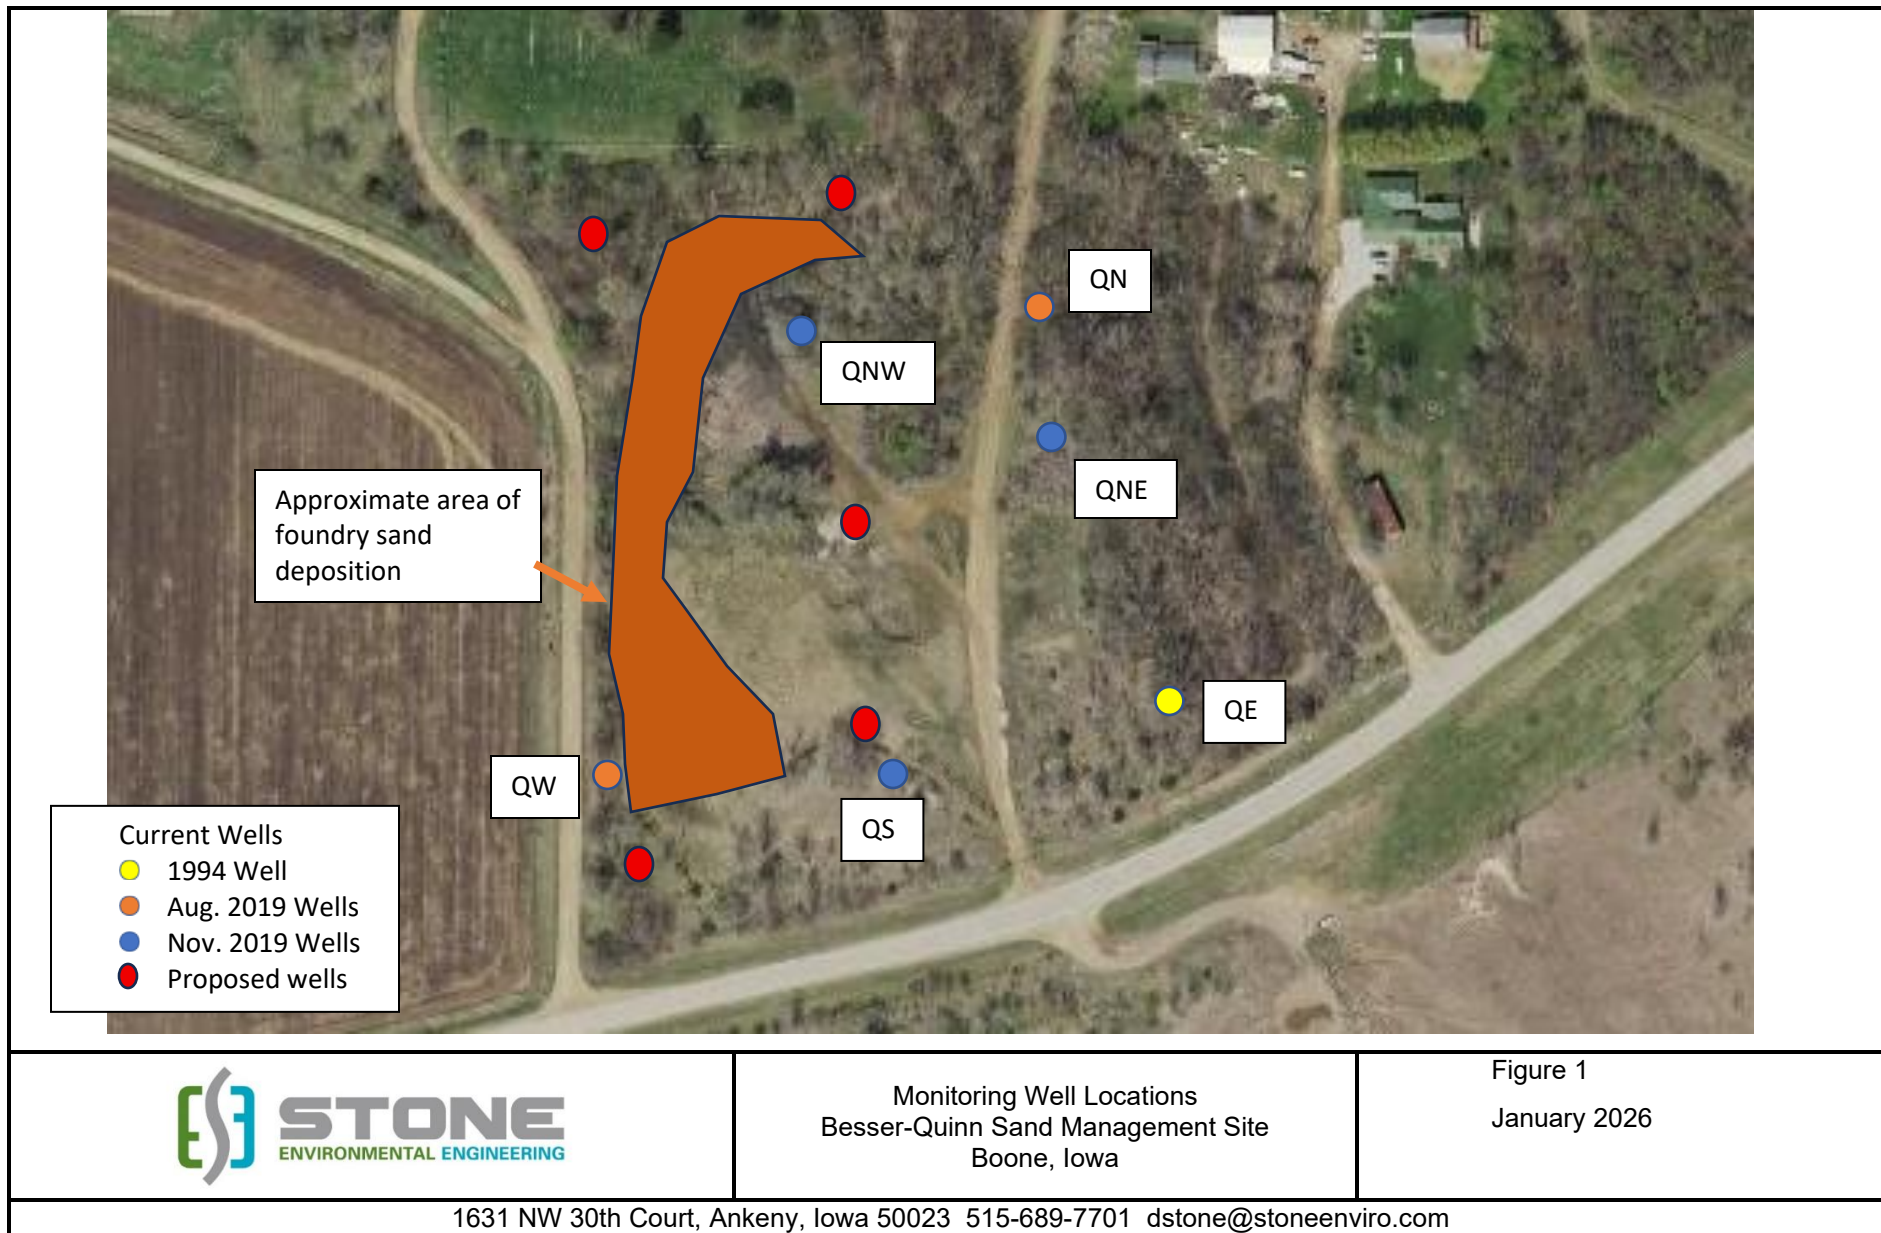 QN
QNW
QNE
Approximate area of
foundry sand
deposition
QE
QW
QS
Current Wells
1994 Well
Aug. 2019 Wells
Nov. 2019 Wells
Proposed wells
STONE
ENVIRONMENTAL ENGINEERING
Monitoring Well Locations
Besser-Quinn Sand Management Site
Boone, Iowa
Figure 1
January 2026
1631 NW 30th Court, Ankeny, Iowa 50023 515-689-7701 dstone@stoneenviro.com